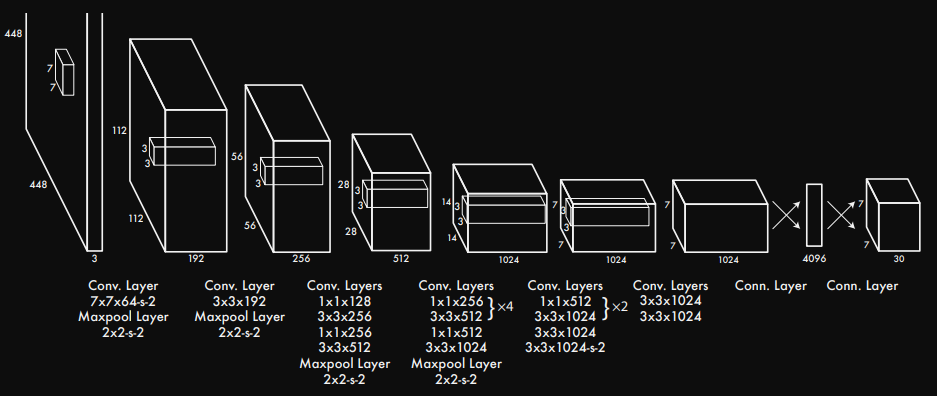 448
7
7
448
3
112
3
3
112
192
56
3
3
56
256
28
3
3
28
512
14
3
3
14
1024
7
3
3
7
1024
7
7
1024
4096
7
7
30
Conv. Layer
7x7x64-s-2
Maxpool Layer
2x2-s-2
Conv. Layer
3x3x192
Maxpool Layer
2x2-s-2
Conv. Layers
1x1x128
3x3x256
1x1x256
3x3x512
Maxpool Layer
2x2-s-2
Conv. Layers
1x1x256
3x3x512
}x4
1x1x512
3x3x1024
Maxpool Layer
2x2-s-2
Conv. Layers
1x1x512
3x3x1024
}x2
3x3x1024
3x3x1024-s-2
Conv. Layers
3x3x1024
3x3x1024
Conn. Layer
Conn. Layer